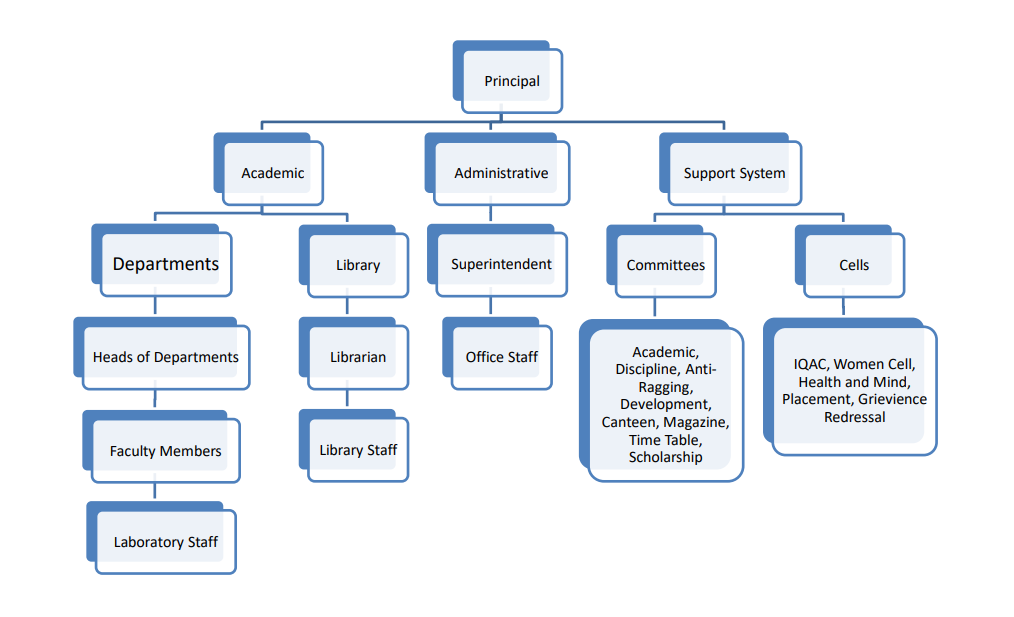 Principal
Academic
Administrative
Support System
Departments
Library
Superintendent
Committees
Cells
Heads of Departments
Librarian
Office Staff
Academic,
Discipline, Anti-
Ragging,
Development,
Canteen, Magazine,
Time Table,
Scholarship
IQAC, Women Cell,
Health and Mind,
Placement, Grievience
Redressal
Faculty Members
Library Staff
Laboratory Staff